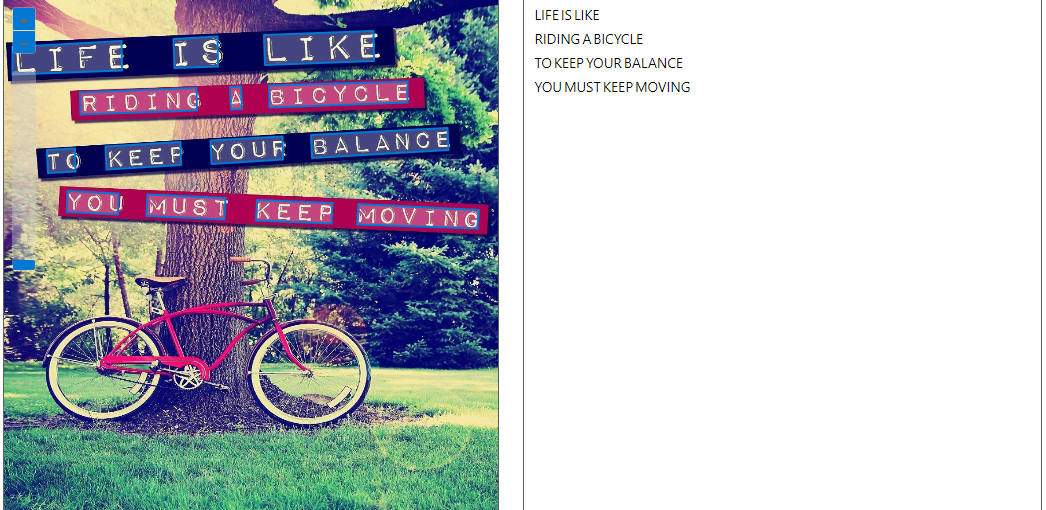 LIFE IS LIKE
RIDING A BICYCLE
TO KEEP YOUR BALANCE
YOU MUST KEEP MOVING
LIFE IS LIKE
RIDING A BICYCLE
TO KEEP YOUR BALANCE
YOU MUST KEEP MOVING